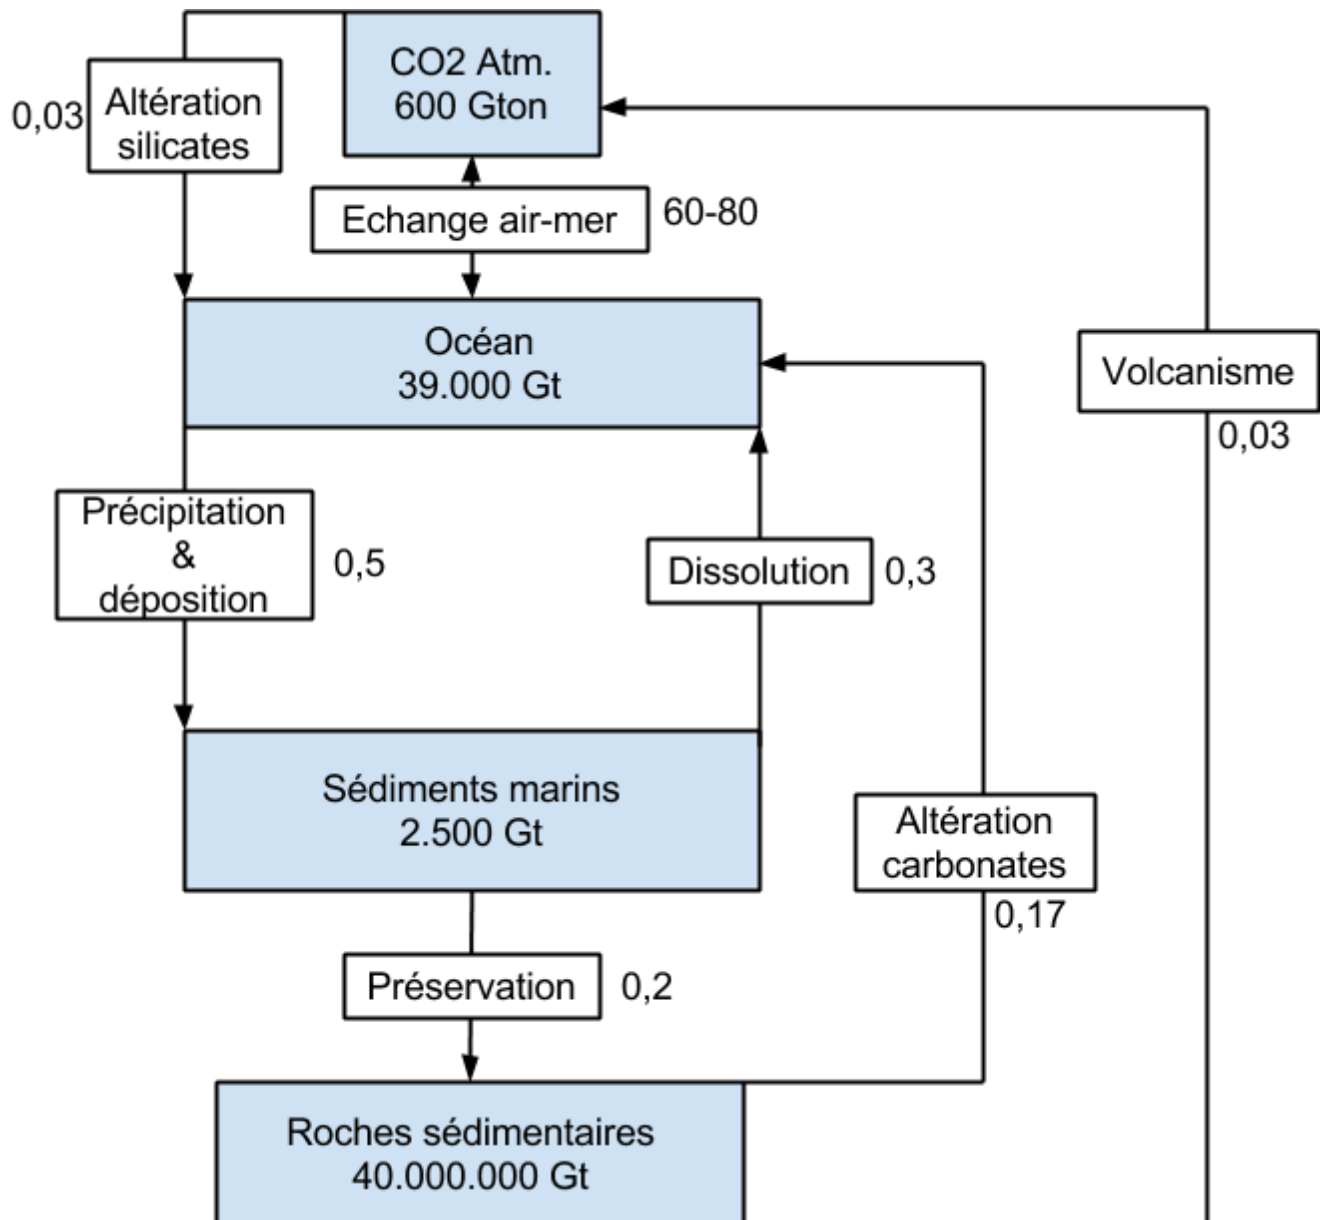 CO2 Atm.
600 Gton
0,03
Altération
silicates
Echange air-mer
60-80
Océan
39.000 Gt
Volcanisme
0,03
Précipitation
&
déposition
0,5
Dissolution
0,3
Sédiments marins
2.500 Gt
Altération
carbonates
0,17
Préservation
0,2
Roches sédimentaires
40.000.000 Gt